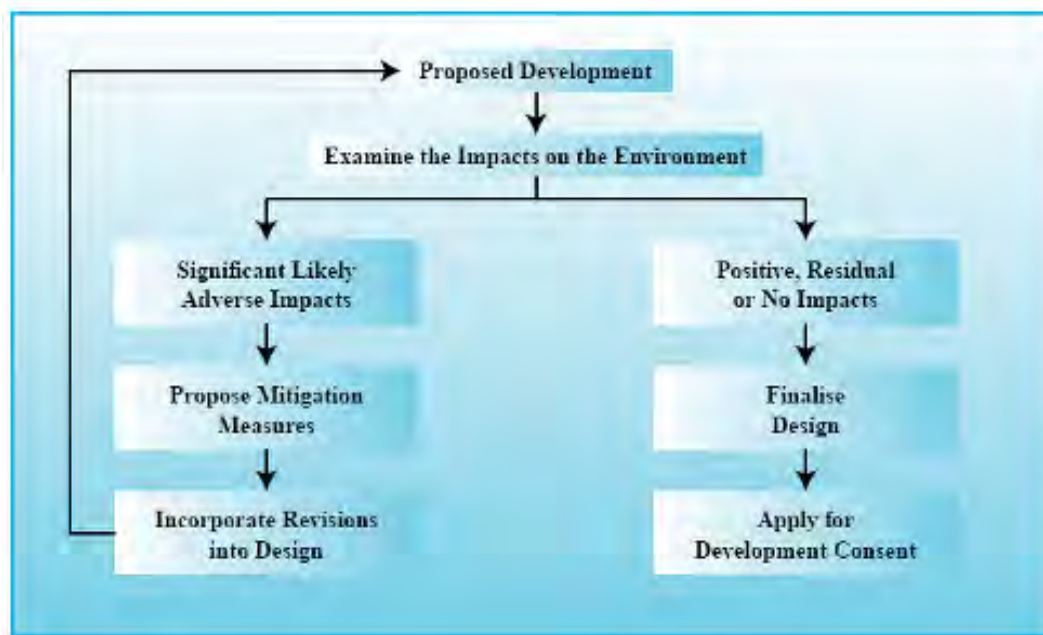 Proposed Development
Examine the Impacts on the Environment
Significant Likely
Adverse Impacts
Propose Mitigation
Measures
Incorporate Revisions
into Design
Positive, Residual
or No Impacts
Finalise
Design
Apply for
Development Consent